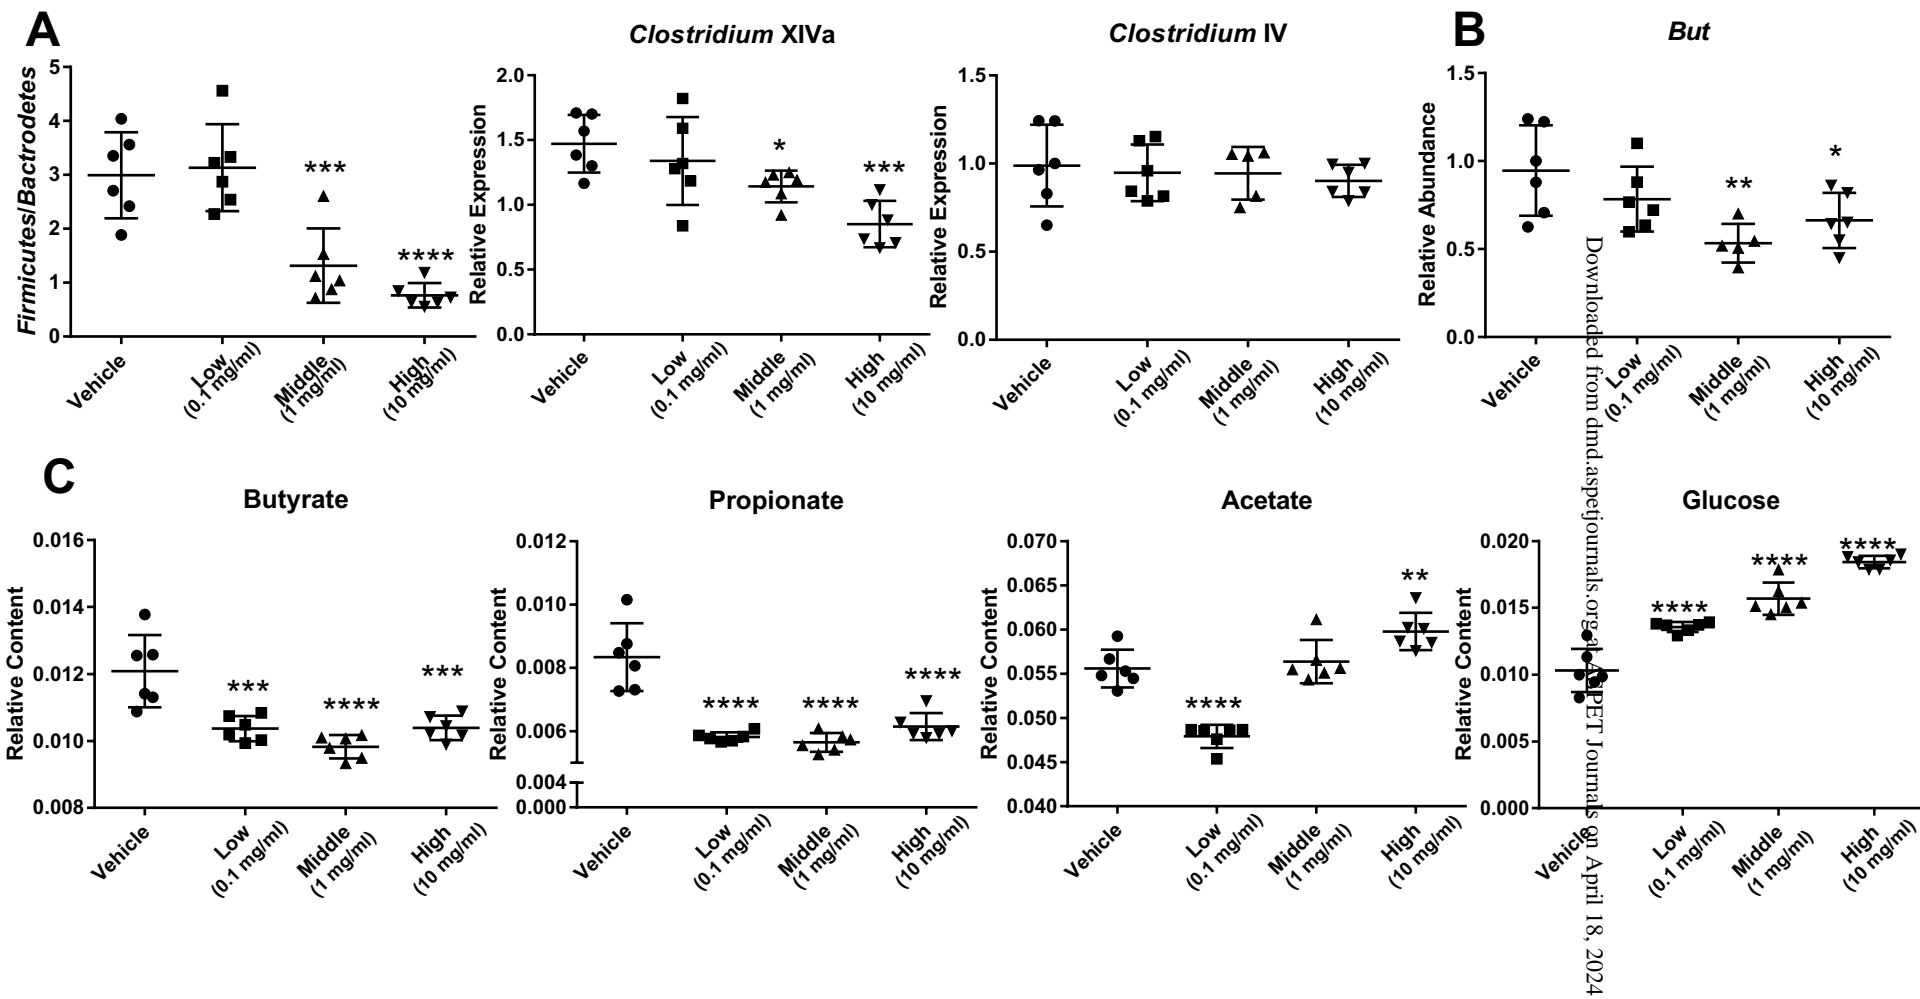 A
Firmicutes/Bactrodetes
5
4
3
2
1
0
***
****
Vehicle
Low
(0.1 mg/ml)
Middle
(1 mg/ml)
High
(10 mg/ml)
Clostridium XIVa
Relative Expression
2.0
1.5
1.0
0.5
0.0
*
***
Vehicle
Low
(0.1 mg/ml)
Middle
(1 mg/ml)
High
(10 mg/ml)
Clostridium IV
Relative Expression
1.5
1.0
0.5
0.0
Vehicle
Low
(0.1 mg/ml)
Middle
(1 mg/ml)
High
(10 mg/ml)
B
But
Relative Abundance
1.5
1.0
0.5
0.0
**
*
Vehicle
Low
(0.1 mg/ml)
Middle
(1 mg/ml)
High
(10 mg/ml)
C
Butyrate
Relative Content
0.016
0.014
0.012
0.010
0.008
***
****
***
Vehicle
Low
(0.1 mg/ml)
Middle
(1 mg/ml)
High
(10 mg/ml)
Propionate
Relative Content
0.012
0.010
0.008
0.006
0.004
0.000
****
****
****
Vehicle
Low
(0.1 mg/ml)
Middle
(1 mg/ml)
High
(10 mg/ml)
Acetate
Relative Content
0.070
0.065
0.060
0.055
0.050
0.045
0.040
****
**
Vehicle
Low
(0.1 mg/ml)
Middle
(1 mg/ml)
High
(10 mg/ml)
Glucose
Relative Content
0.020
0.015
0.010
0.005
0.000
****
****
****
Vehicle
Low
(0.1 mg/ml)
Middle
(1 mg/ml)
High
(10 mg/ml)
Downloaded from dmd.aspetjournals.org at ASPET Journals on April 18, 2024